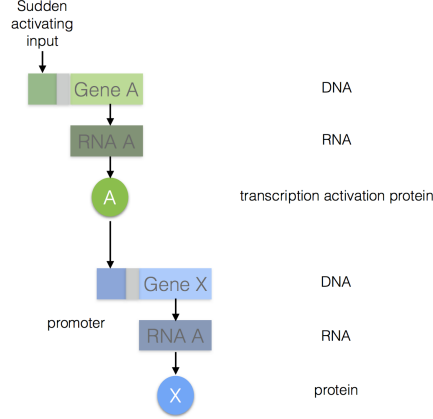 Sudden
activating
input
Gene A
DNA
RNA A
RNA
A
transcription activation protein
Gene X
DNA
promoter
RNA A
RNA
X
protein